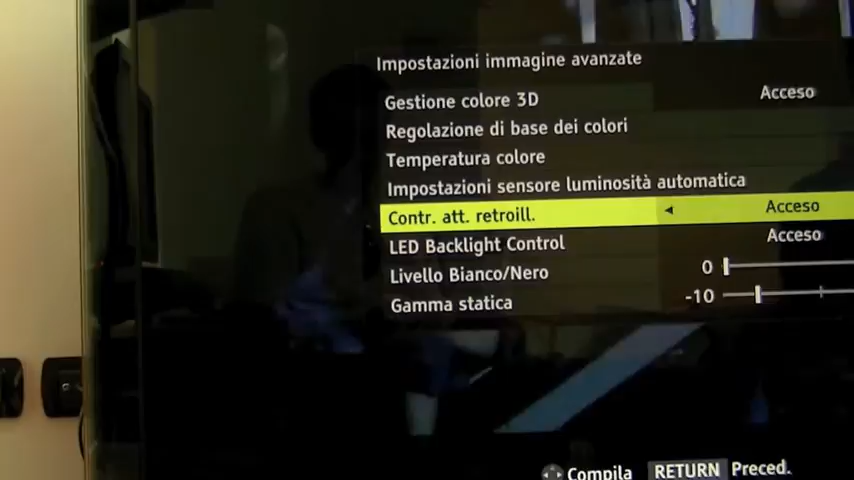 Impostazioni immagine avanzate
Gestione colore 3D Acceso
Regolazione di base dei colori
Temperatura colore
Impostazioni sensore luminosità automatica
Contr. att. retroill. ◄ Acceso
LED Backlight Control Acceso
Livello Bianco/Nero 0
Gamma statica -10
Compila RETURN Preced.